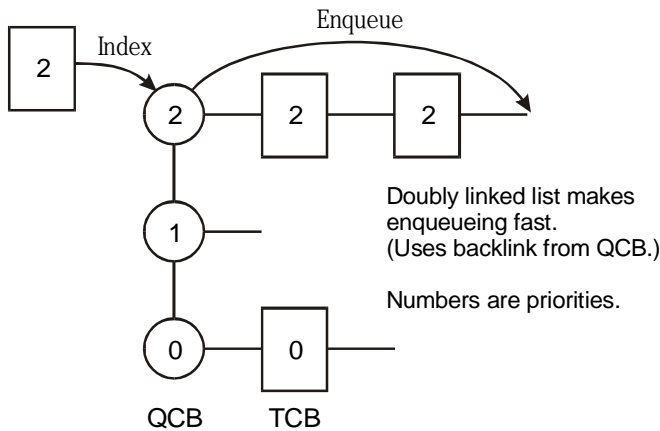 Enqueue
Index
2
2
2
2
Doubly linked list makes
enqueueing fast.
(Uses backlink from QCB.)
1
Numbers are priorities.
0
0
QCB
TCB